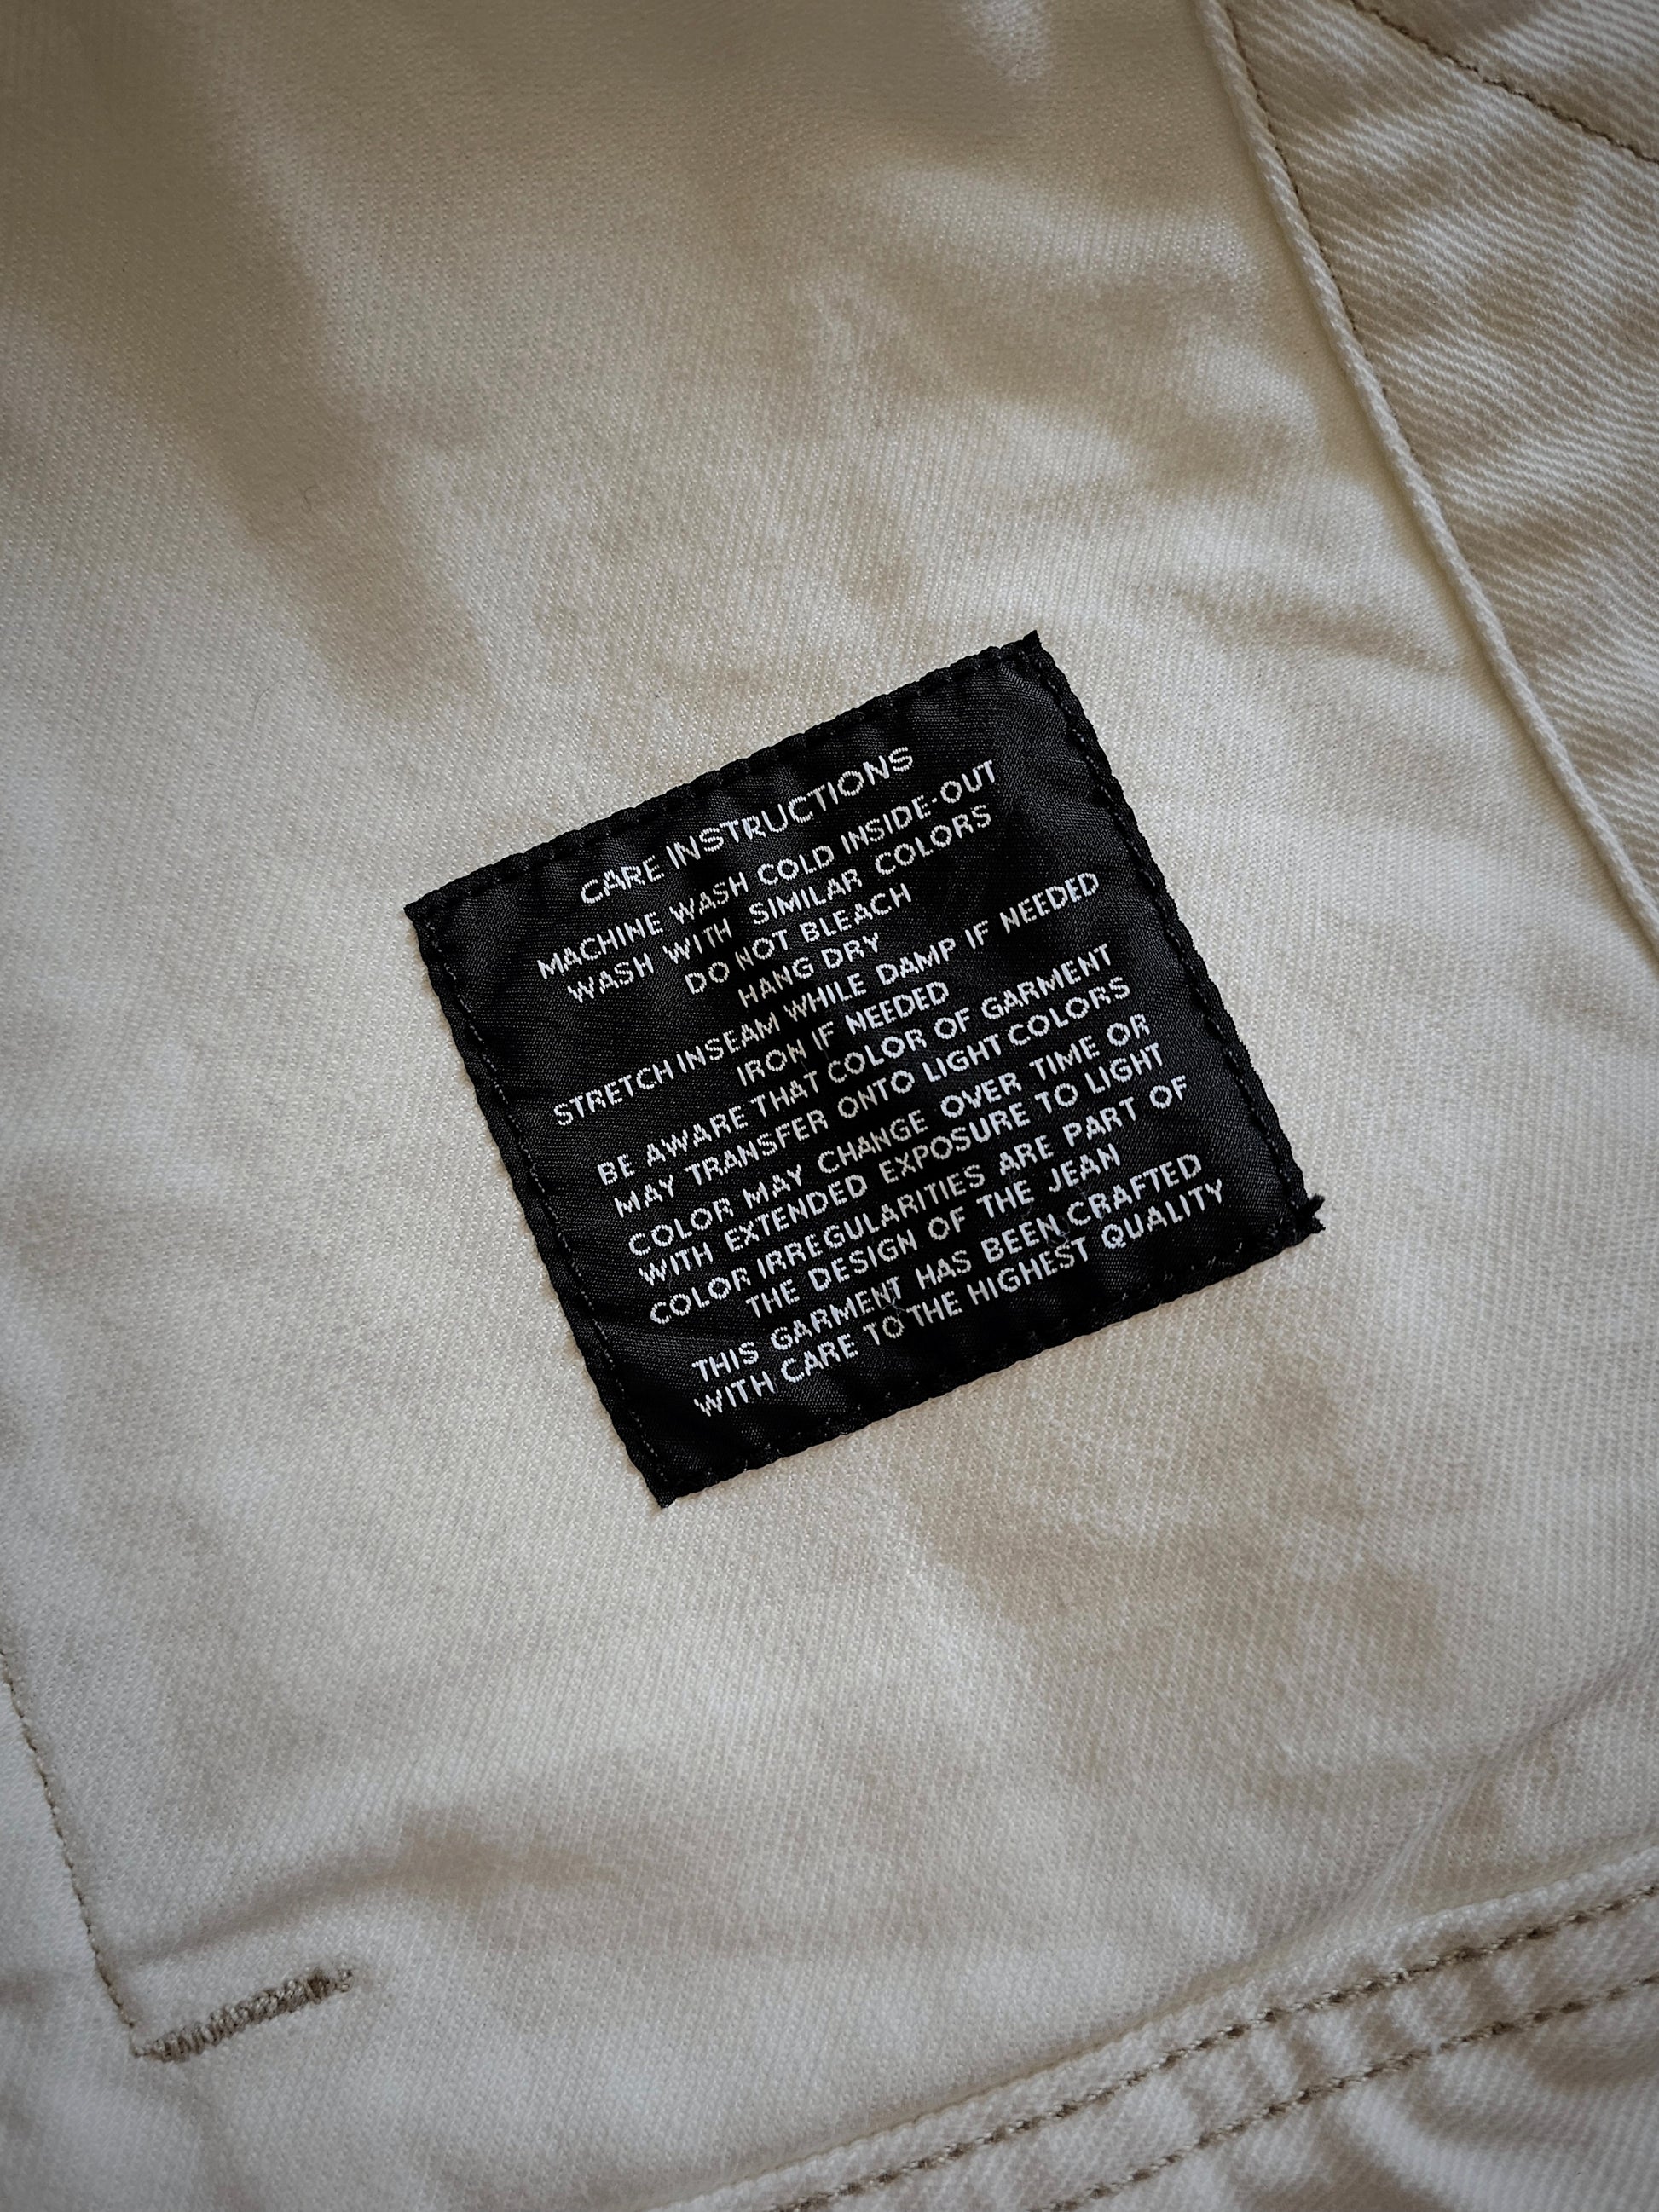 CARE INSTRUCTIONS
MACHINE WASH COLD INSIDE-OUT
WASH WITH SIMILAR COLORS
DO NOT BLEACH
HANG DRY
STRETCH INSEAM WHILE DAMP IF NEEDED
IRON IF NEEDED
BE AWARE THAT COLOR OF GARMENT
MAY TRANSFER ONTO LIGHT COLORS
COLOR MAY CHANGE OVER TIME OR
WITH EXTENDED EXPOSURE TO LIGHT
COLOR IRREGULARITIES ARE PART OF
THE DESIGN OF THE JEAN
THIS GARMENT HAS BEEN CRAFTED
WITH CARE TO THE HIGHEST QUALITY